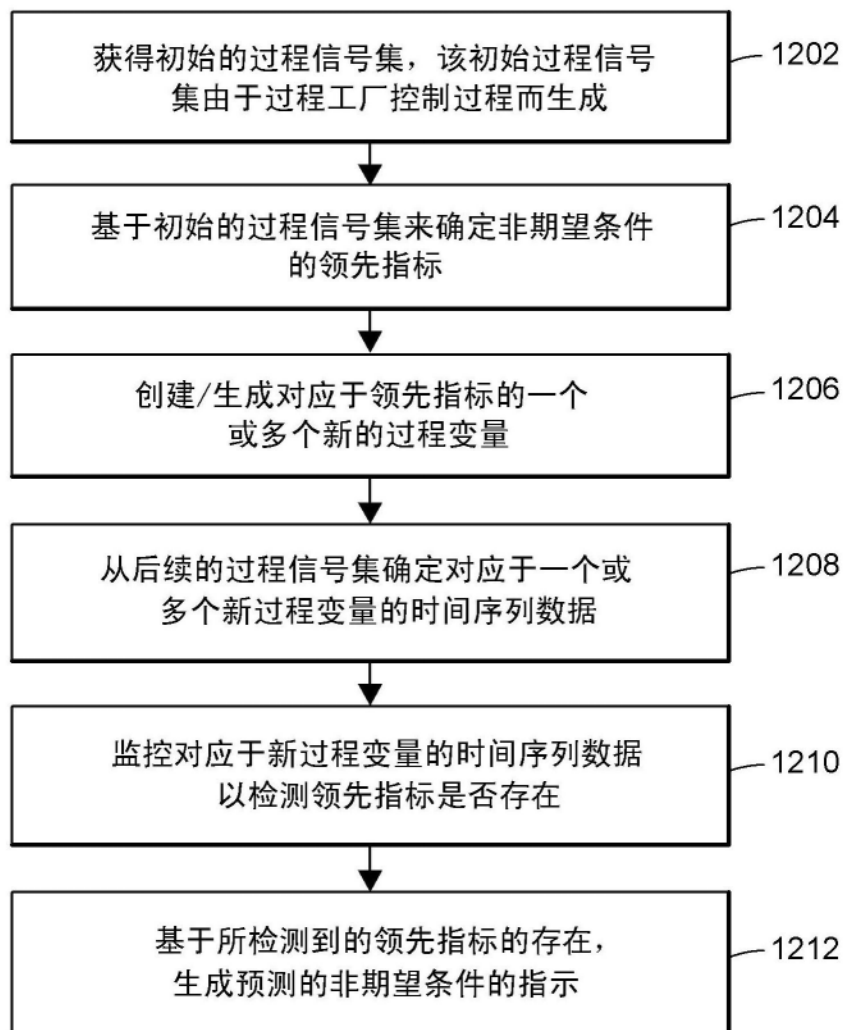 获得初始的过程信号集，该初始过程信号
集由于过程工厂控制过程而生成
1202
基于初始的过程信号集来确定非期望条件
的领先指标
1204
创建/生成对应于领先指标的一个
或多个新的过程变量
1206
从后续的过程信号集确定对应于一个或
多个新过程变量的时间序列数据
1208
监控对应于新过程变量的时间序列数据
以检测领先指标是否存在
1210
基于所检测到的领先指标的存在，
生成预测的非期望条件的指示
1212